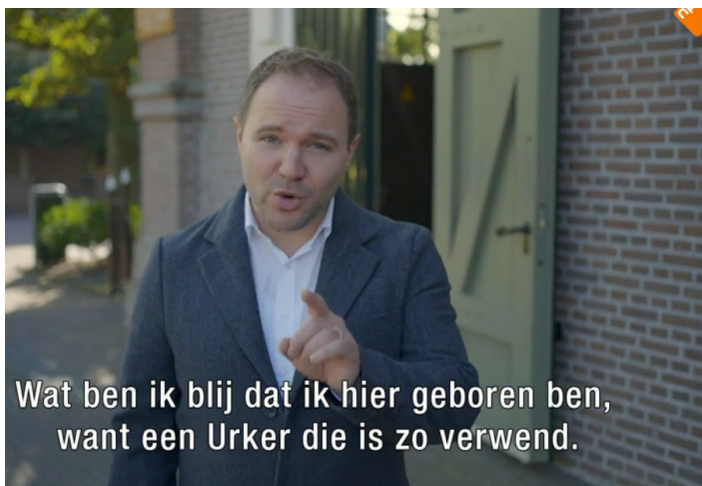 Wat ben ik blij dat ik hier geboren ben,
want een Urker die is zo verwend.